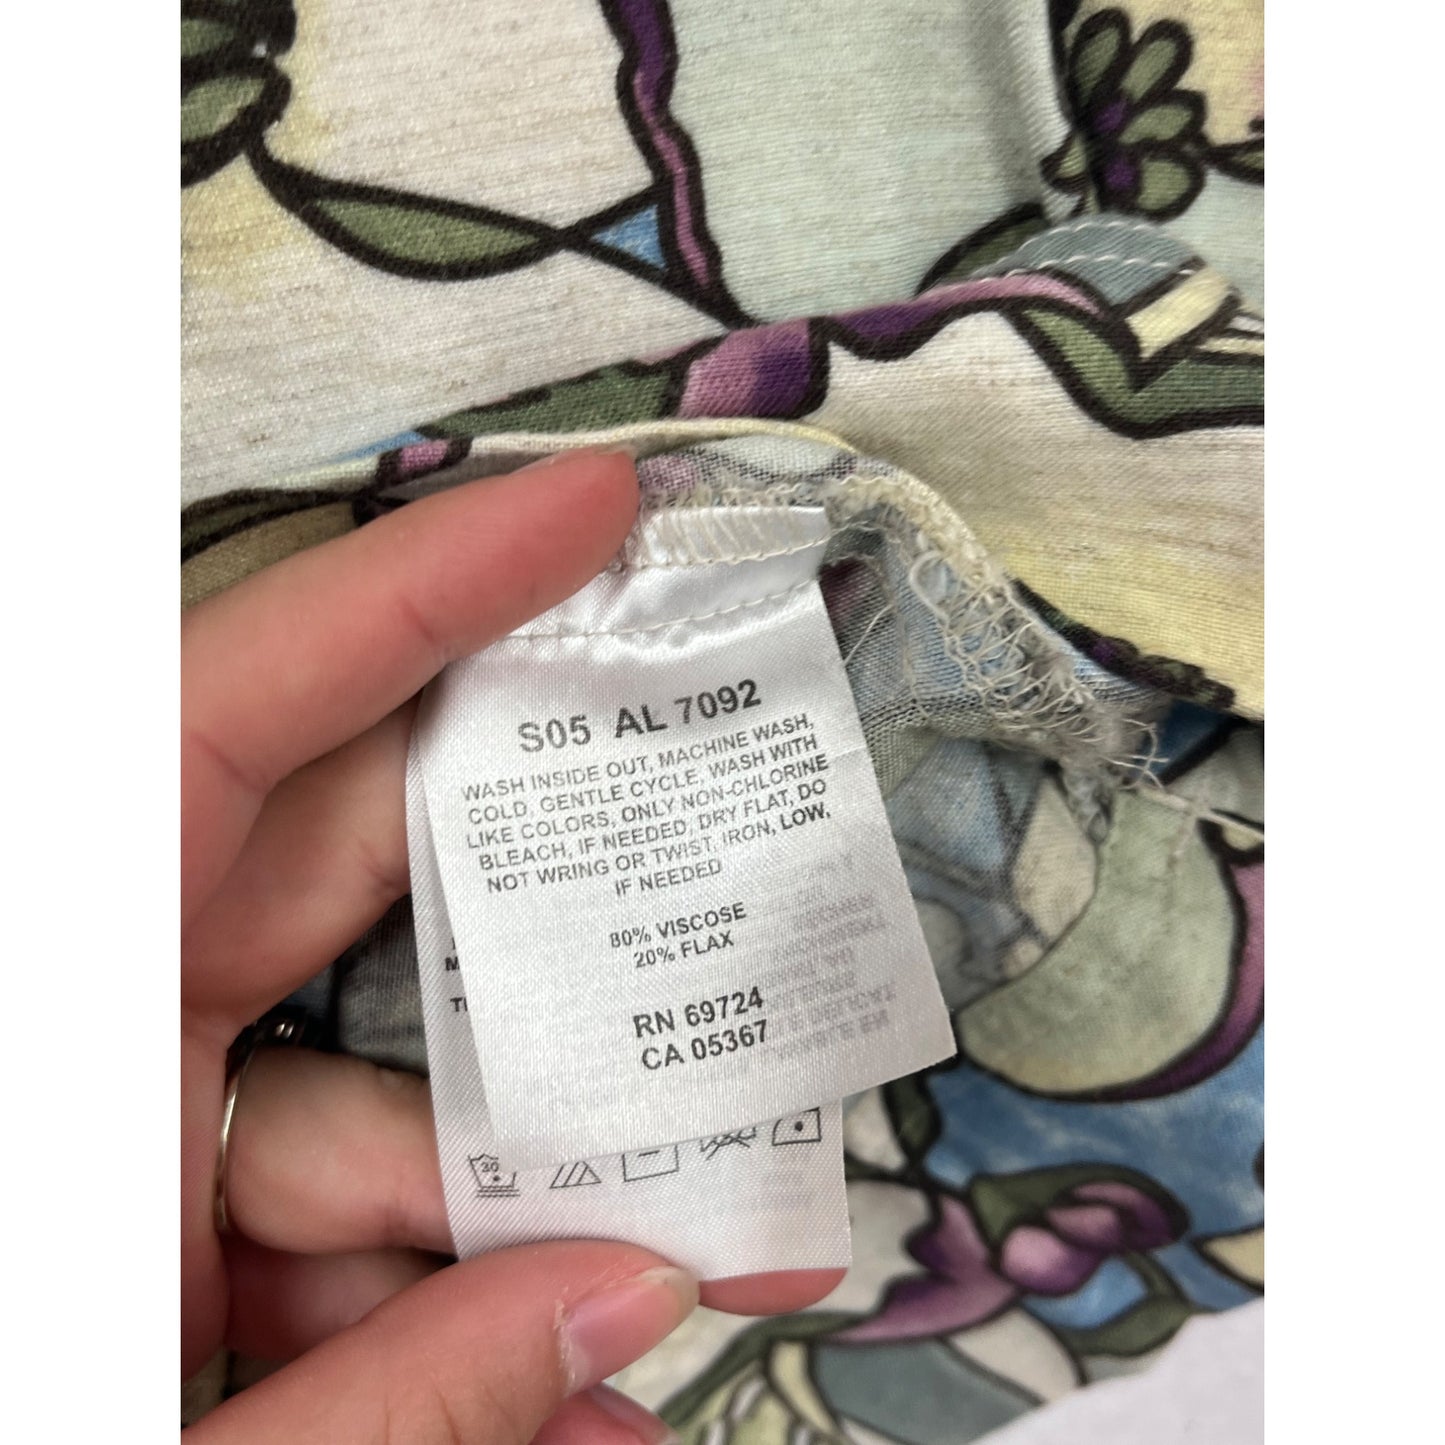 S05 AL 7092
WASH INSIDE OUT, MACHINE WASH,
COLD, GENTLE CYCLE, WASH WITH
LIKE COLORS, ONLY NON-CHLORINE
BLEACH, IF NEEDED, DRY FLAT, DO
NOT WRING OR TWIST, IRON, LOW,
IF NEEDED
80% VISCOSE
20% FLAX
RN 69724
CA 05367
30